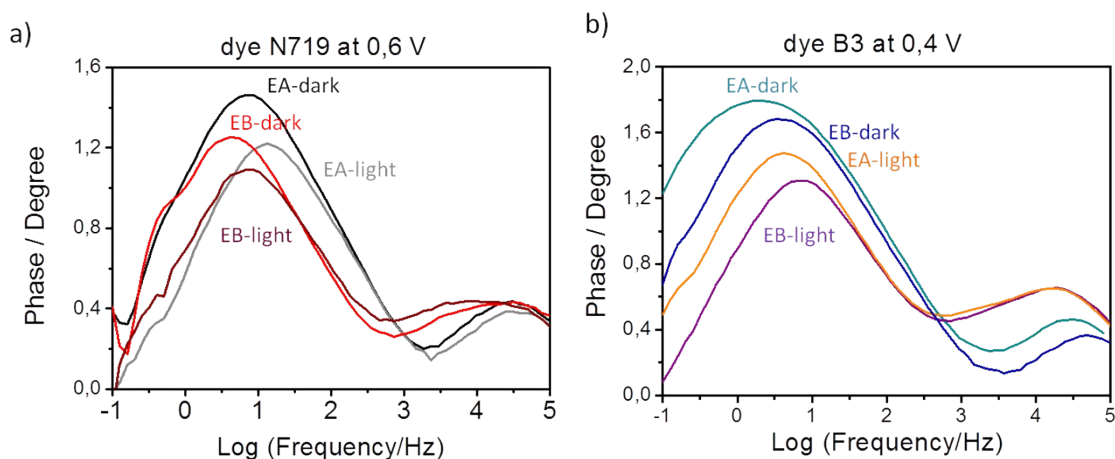 a)
dye N719 at 0,6 V
1,6
1,2
0,8
0,4
0,0
Phase / Degree
EA-dark
EB-dark
EA-light
EB-light
-1 0 1 2 3 4 5
Log (Frequency/Hz)
b)
dye B3 at 0,4 V
2,0
1,6
1,2
0,8
0,4
0,0
Phase / Degree
EA-dark
EB-dark
EA-light
EB-light
-1 0 1 2 3 4 5
Log (Frequency/Hz)